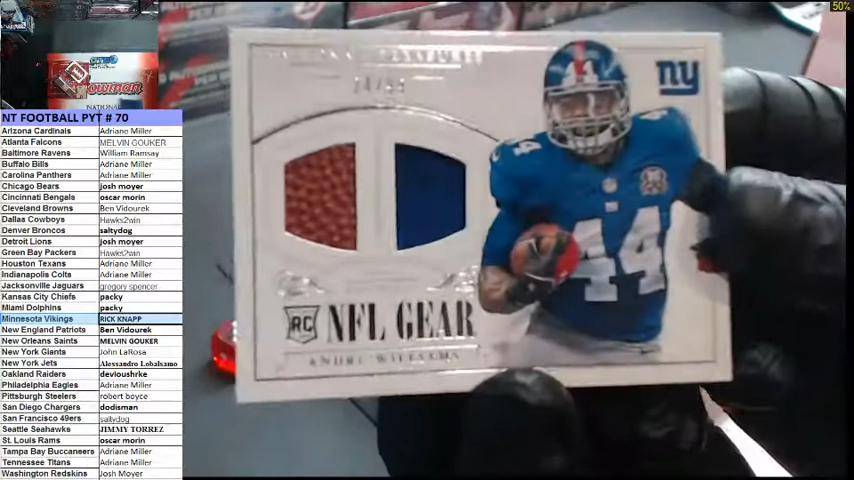 50%
Bowman
NATIONAL
NT FOOTBALL PYT # 70
Arizona Cardinals Adriane Miller
Atlanta Falcons MELVIN GOUKER
Baltimore Ravens William Ramsay
Buffalo Bills Adriane Miller
Carolina Panthers Adriane Miller
Chicago Bears josh moyer
Cincinnati Bengals oscar morin
Cleveland Browns Ben Vidourek
Dallas Cowboys Hawks2win
Denver Broncos saltydog
Detroit Lions josh moyer
Green Bay Packers Hawks2win
Houston Texans Adriane Miller
Indianapolis Colts Adriane Miller
Jacksonville Jaguars gregory spencer
Kansas City Chiefs packy
Miami Dolphins packy
Minnesota Vikings RICK KNAPP
New England Patriots Ben Vidourek
New Orleans Saints MELVIN GOUKER
New York Giants John LaRosa
New York Jets Alessandro Lobalsamo
Oakland Raiders devioushrke
Philadelphia Eagles Adriane Miller
Pittsburgh Steelers robert boyce
San Diego Chargers dodisman
San Francisco 49ers saltydog
Seattle Seahawks JIMMY TORREZ
St. Louis Rams oscar morin
Tampa Bay Buccaneers Adriane Miller
Tennessee Titans Adriane Miller
Washington Redskins Josh Moyer
SIGNATURES
ny
44
44
RC NFL GEAR
ANDRE WILLIAMS